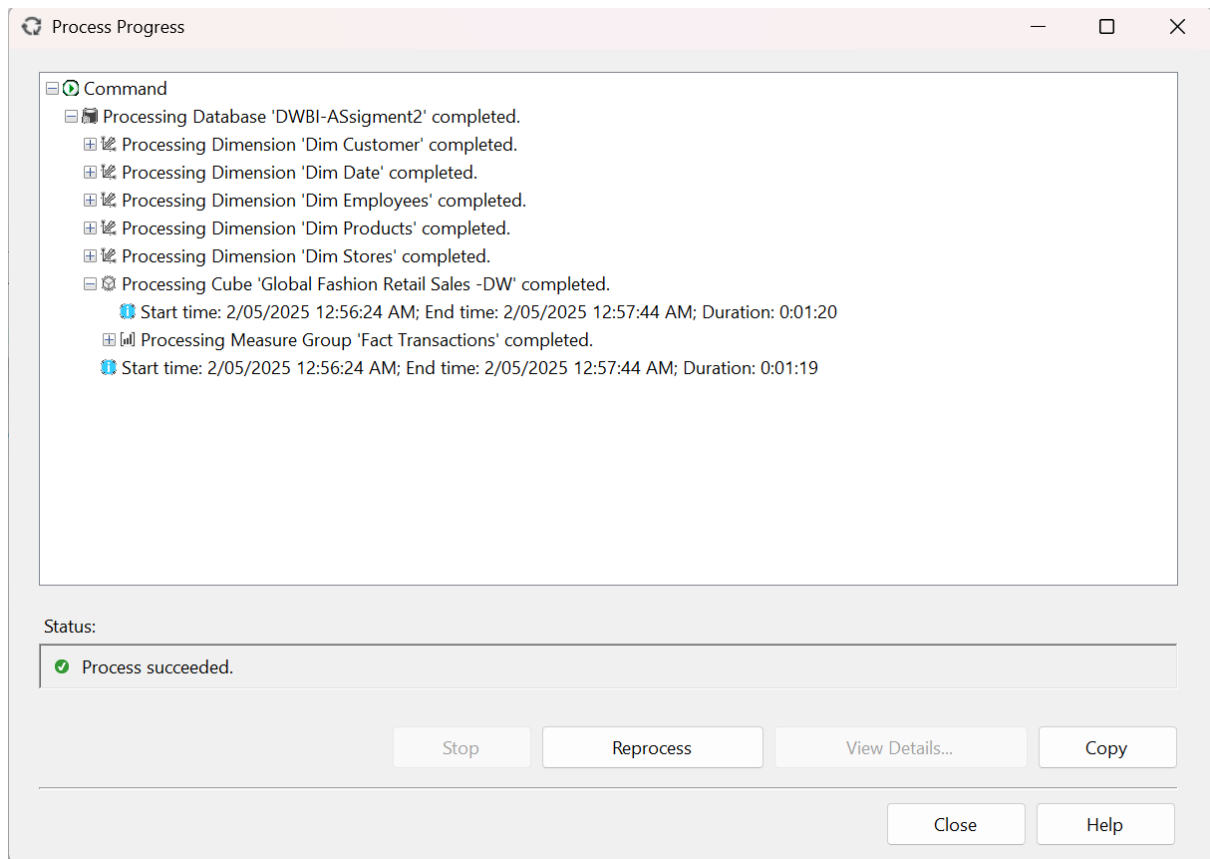 Process Progress
Command
Processing Database 'DWBI-ASsigment2' completed.
Processing Dimension 'Dim Customer' completed.
Processing Dimension 'Dim Date' completed.
Processing Dimension 'Dim Employees' completed.
Processing Dimension 'Dim Products' completed.
Processing Dimension 'Dim Stores' completed.
Processing Cube 'Global Fashion Retail Sales -DW' completed.
Start time: 2/05/2025 12:56:24 AM; End time: 2/05/2025 12:57:44 AM; Duration: 0:01:20
Processing Measure Group 'Fact Transactions' completed.
Start time: 2/05/2025 12:56:24 AM; End time: 2/05/2025 12:57:44 AM; Duration: 0:01:19
Status:
Process succeeded.
Stop Reprocess View Details... Copy
Close Help